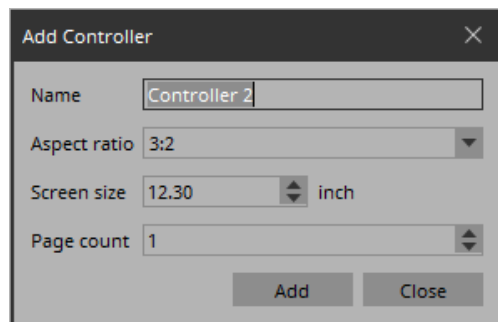 Add Controller
Name Controller 2
Aspect ratio 3:2
Screen size 12.30 inch
Page count 1
Add Close